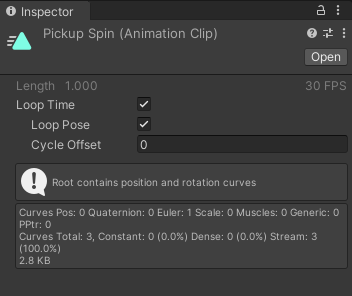 Inspector
Pickup Spin (Animation Clip)
Open
Length 1.000 30 FPS
Loop Time
Loop Pose
Cycle Offset 0
Root contains position and rotation curves
Curves Pos: 0 Quaternion: 0 Euler: 1 Scale: 0 Muscles: 0 Generic: 0
PPtr: 0
Curves Total: 3, Constant: 0 (0.0%) Dense: 0 (0.0%) Stream: 3
(100.0%)
2.8 KB